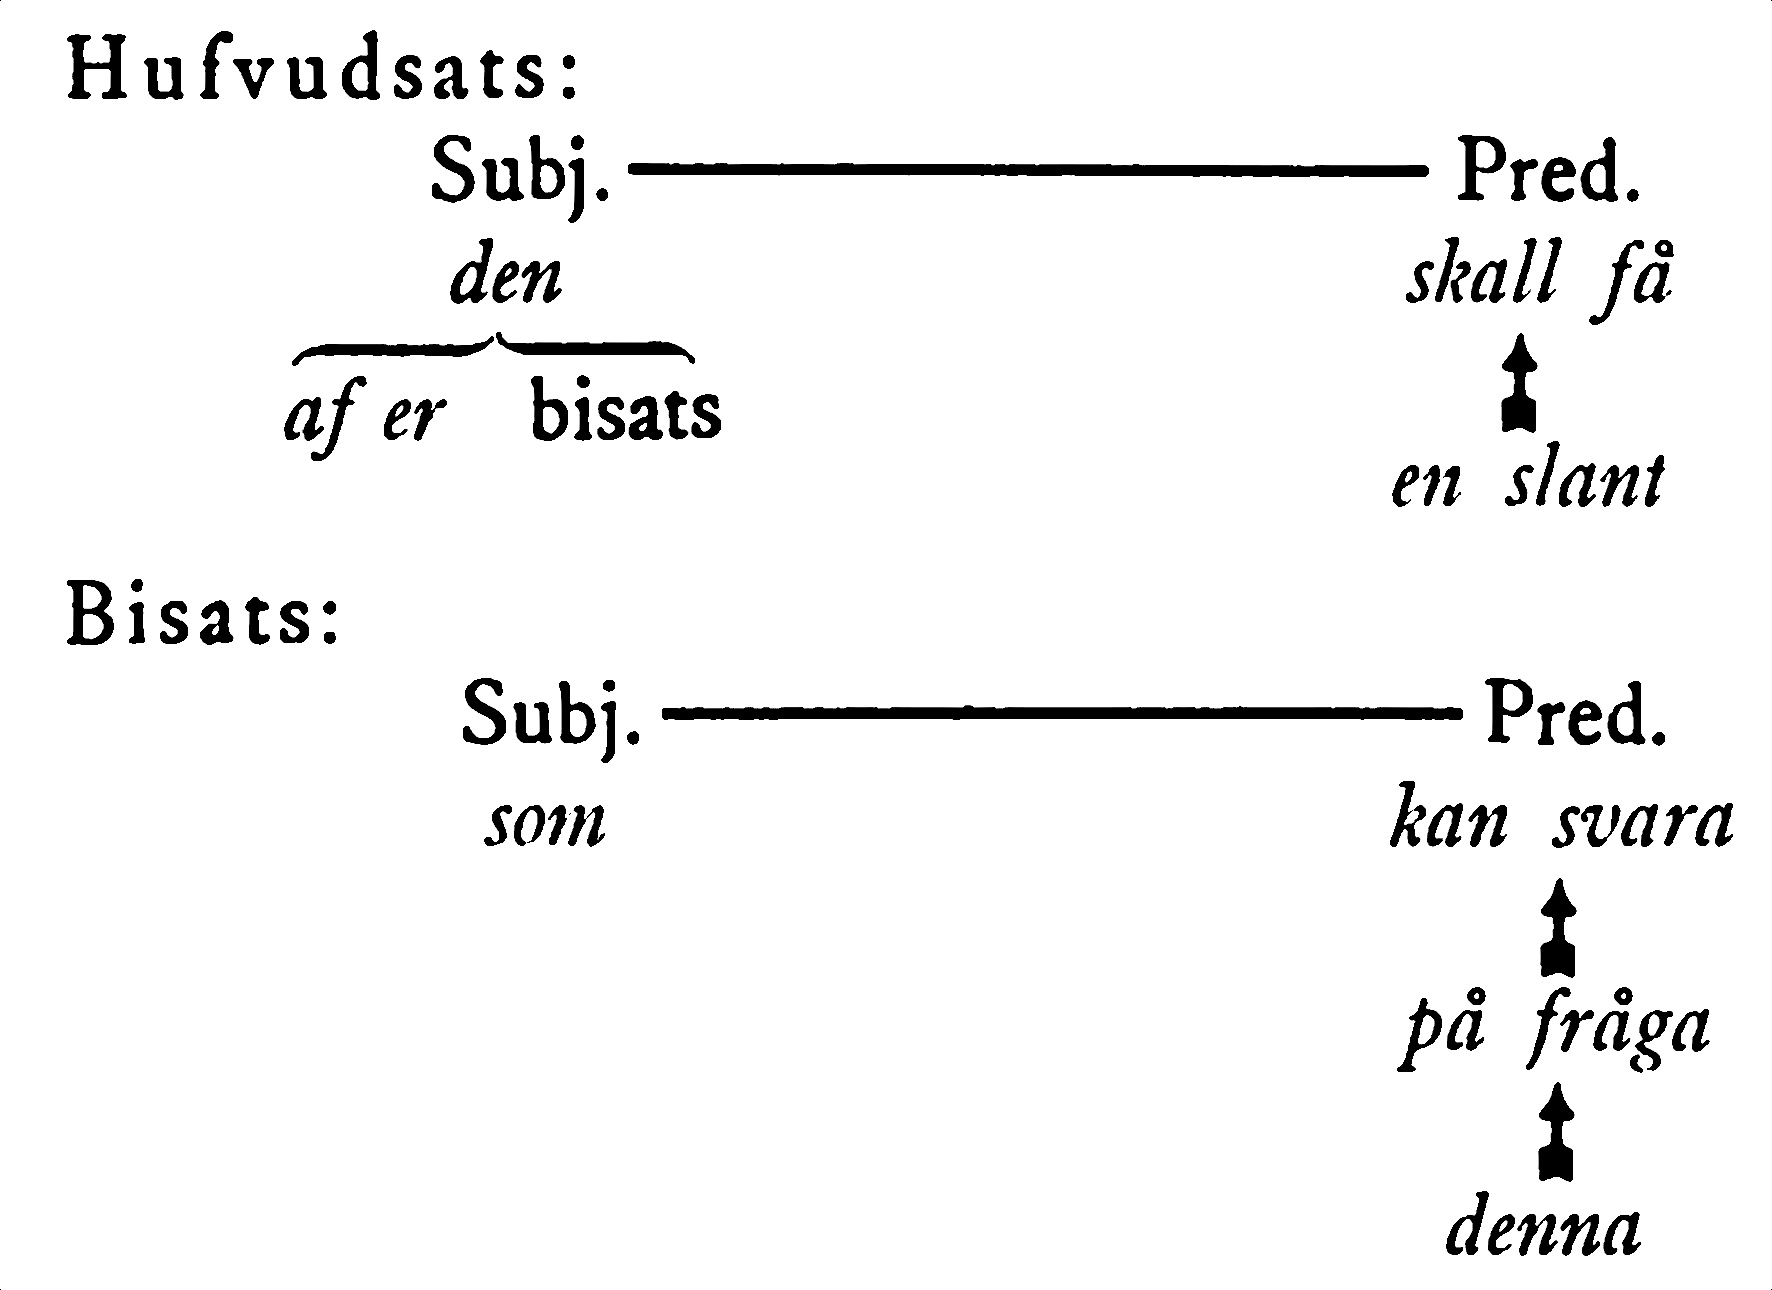 Hufvudsats:
Subj. Pred.
den skall få
af er bisats
en slant
Bisats:
Subj. Pred.
som kan svara
på fråga
denna